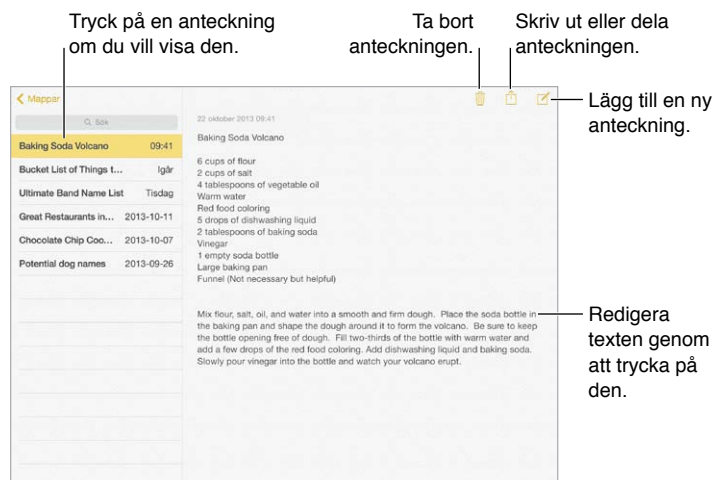 Tryck på en anteckning
om du vill visa den.
Ta bort
anteckningen.
Skriv ut eller dela
anteckningen.
Lägg till en ny
anteckning.
Mappar
Sök
Baking Soda Volcano 09:41
Bucket List of Things t... Igår
Ultimate Band Name List Tisdag
Great Restaurants in... 2013-10-11
Chocolate Chip Coo... 2013-10-07
Potential dog names 2013-09-26
22 oktober 2013 09:41
Baking Soda Volcano
6 cups of flour
2 cups of salt
4 tablespoons of vegetable oil
Warm water
Red food coloring
5 drops of dishwashing liquid
2 tablespoons of baking soda
Vinegar
1 empty soda bottle
Large baking pan
Funnel (Not necessary but helpful)
Mix flour, salt, oil, and water into a smooth and firm dough. Place the soda bottle in
the baking pan and shape the dough around it to form the volcano. Be sure to keep
the bottle opening free of dough. Fill two-thirds of the bottle with warm water and
add a few drops of the red food coloring. Add dishwashing liquid and baking soda.
Slowly pour vinegar into the bottle and watch your volcano erupt.
Redigera
texten genom
att trycka på
den.